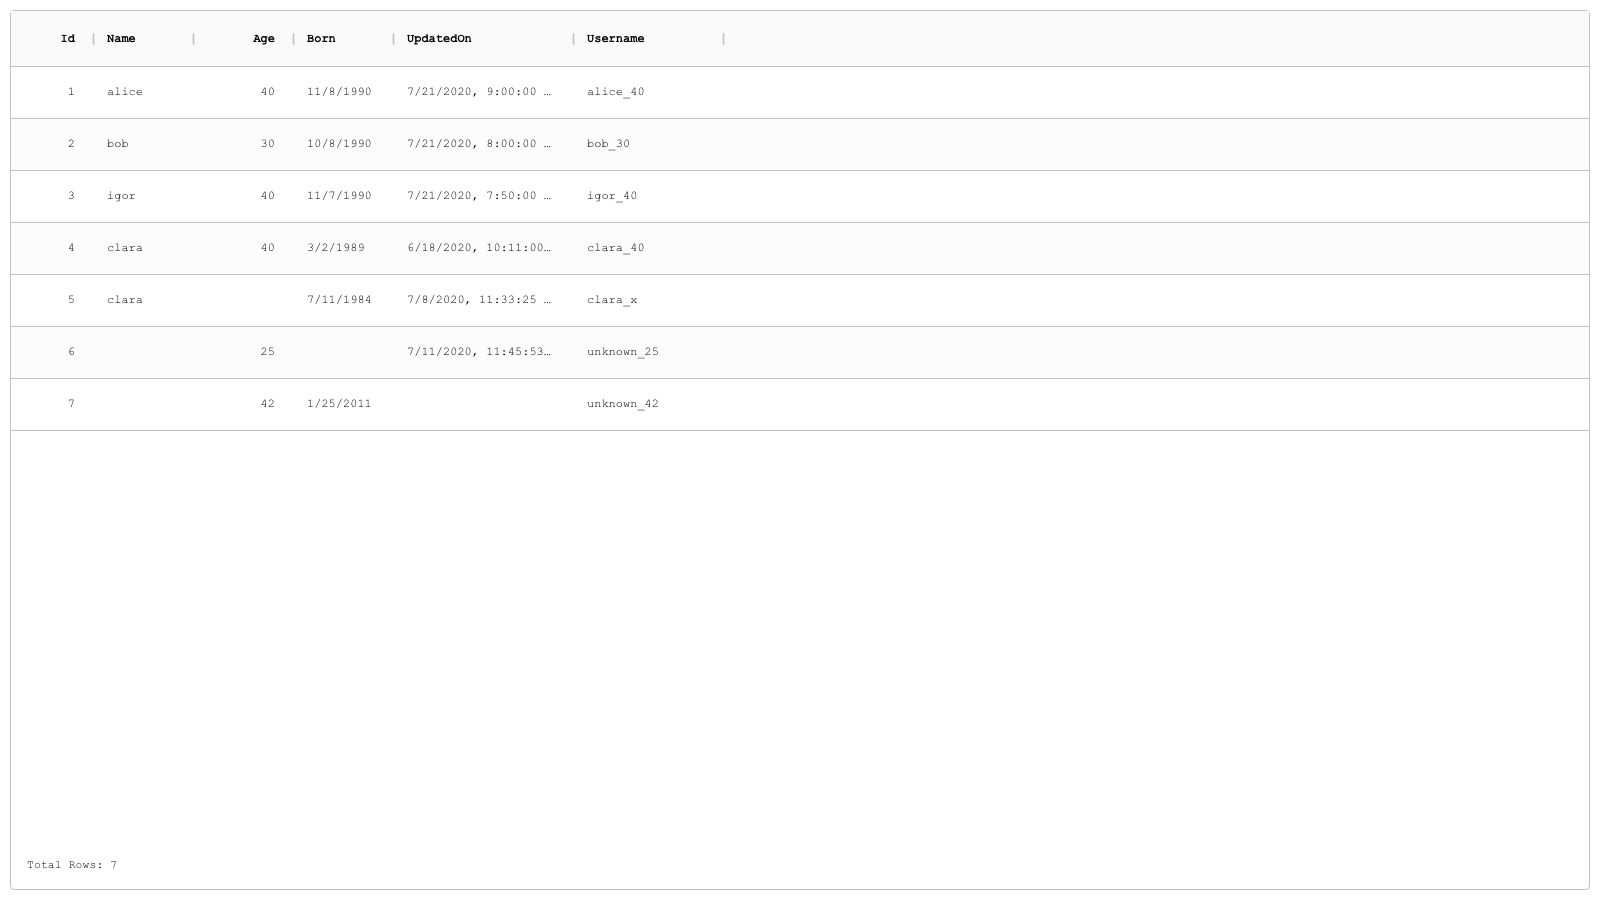 Id | Name | Age | Born | UpdatedOn | Username |
1 alice 40 11/8/1990 7/21/2020, 9:00:00 … alice_40
2 bob 30 10/8/1990 7/21/2020, 8:00:00 … bob_30
3 igor 40 11/7/1990 7/21/2020, 7:50:00 … igor_40
4 clara 40 3/2/1989 6/18/2020, 10:11:00… clara_40
5 clara 7/11/1984 7/8/2020, 11:33:25 … clara_x
6 25 7/11/2020, 11:45:53… unknown_25
7 42 1/25/2011 unknown_42
Total Rows: 7